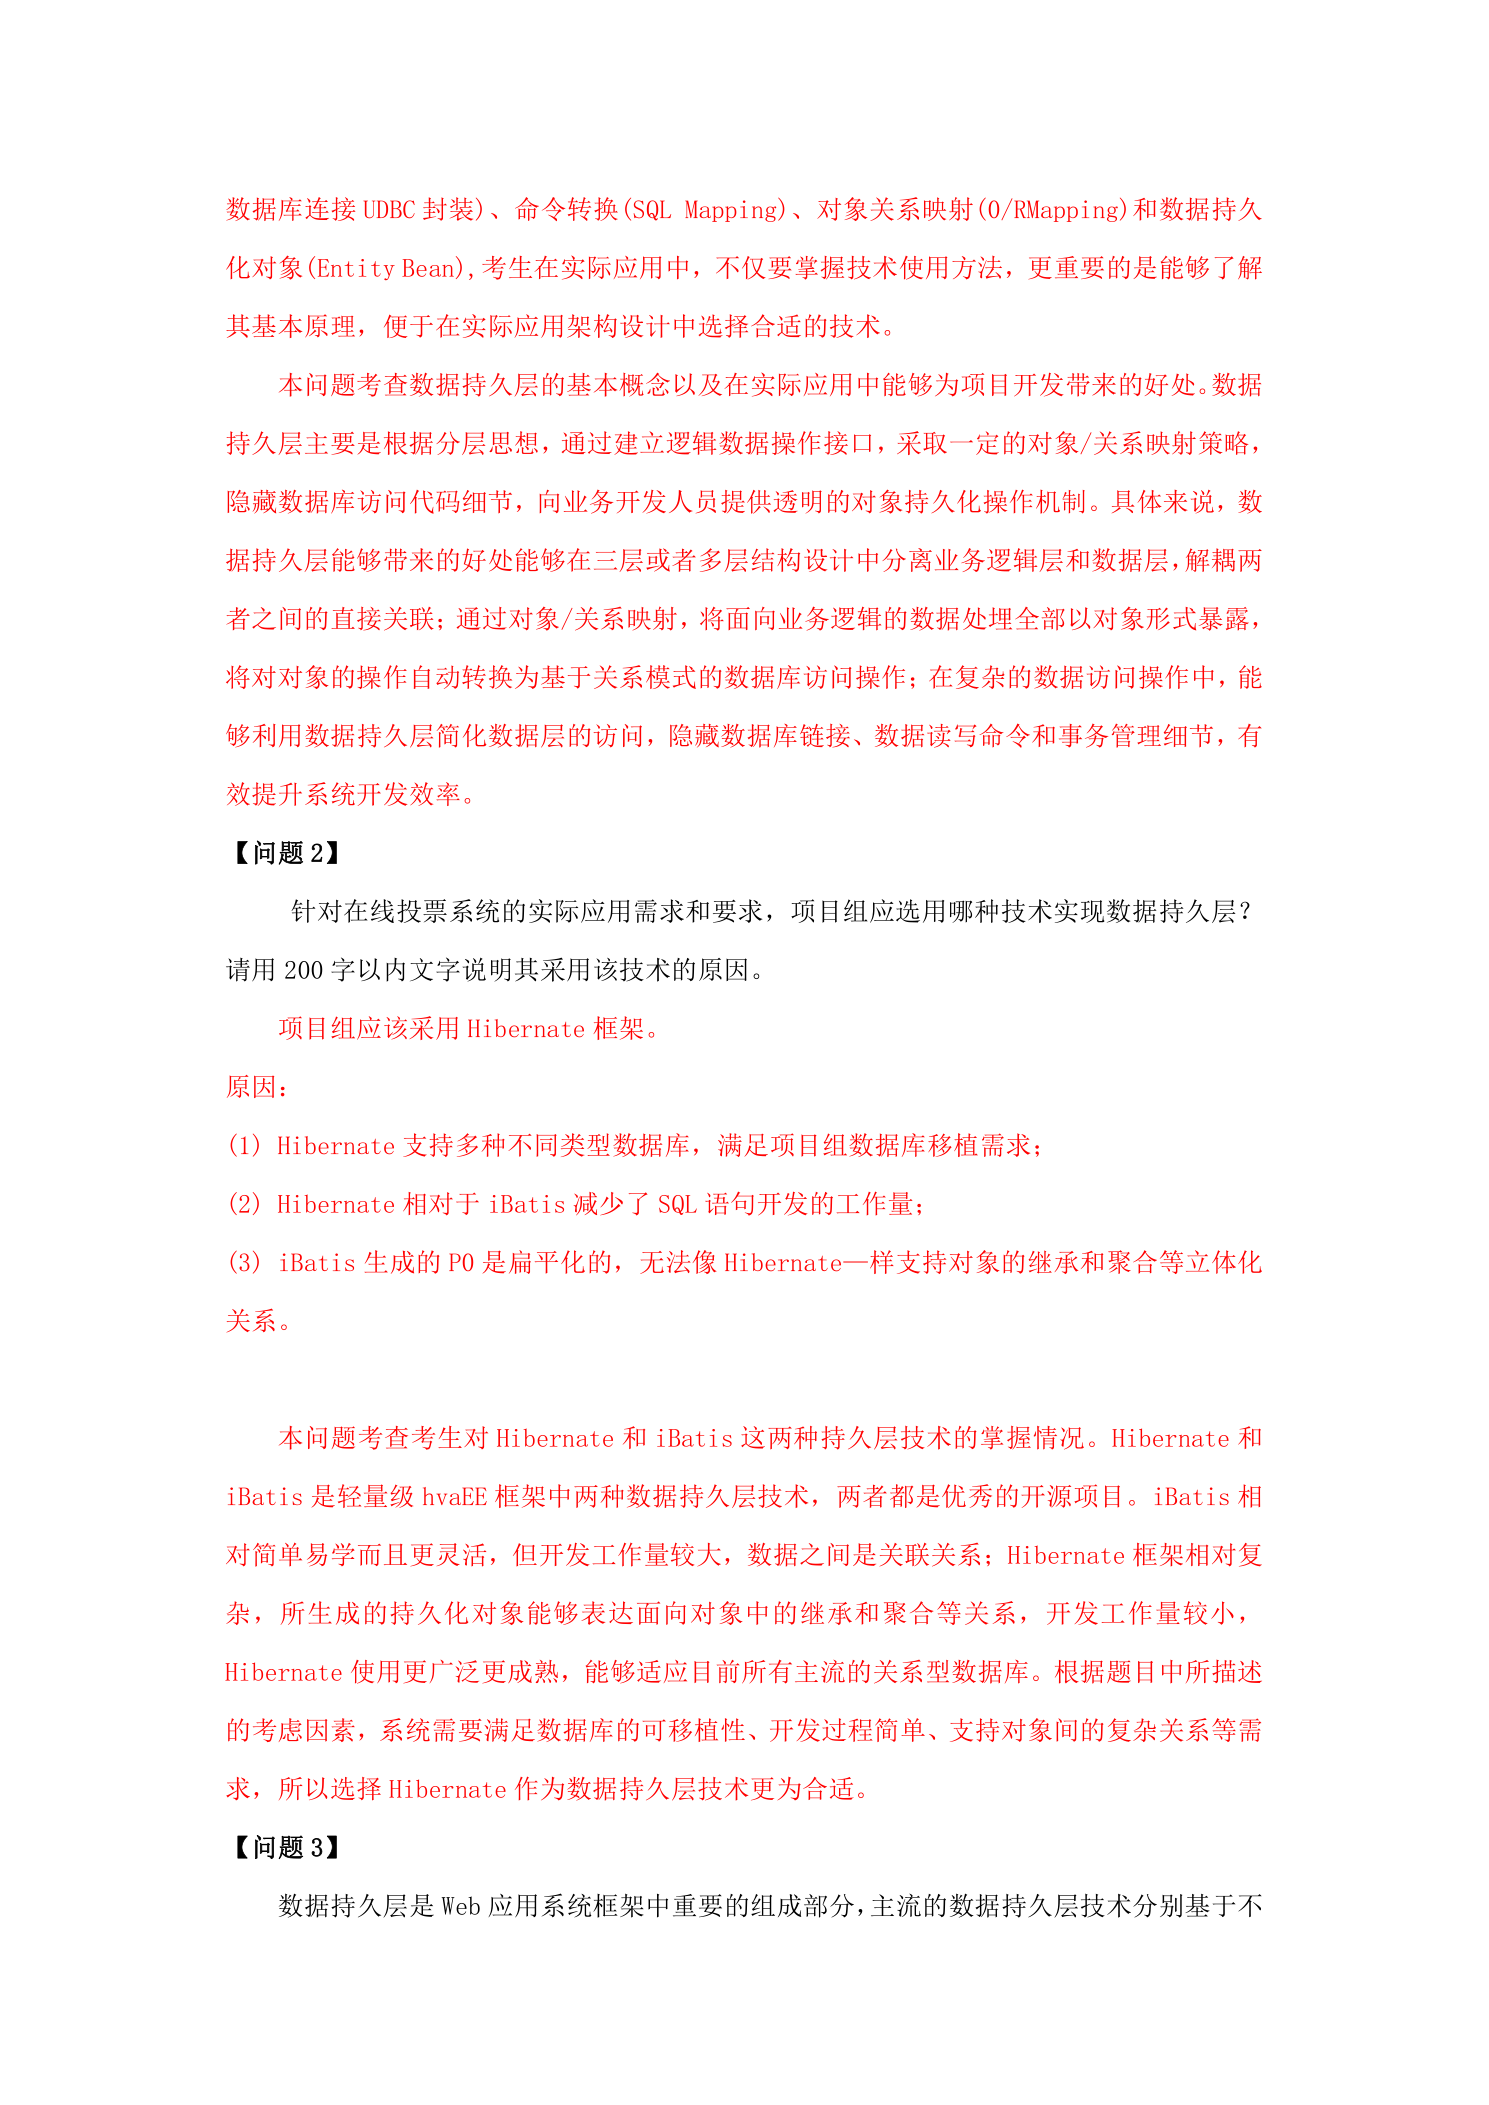 数据库连接 UDBC 封装)、命令转换(SQL Mapping)、对象关系映射(O/RMapping)和数据持久
化对象(Entity Bean),考生在实际应用中，不仅要掌握技术使用方法，更重要的是能够了解
其基本原理，便于在实际应用架构设计中选择合适的技术。
本问题考查数据持久层的基本概念以及在实际应用中能够为项目开发带来的好处。数据
持久层主要是根据分层思想，通过建立逻辑数据操作接口，采取一定的对象/关系映射策略，
隐藏数据库访问代码细节，向业务开发人员提供透明的对象持久化操作机制。具体来说，数
据持久层能够带来的好处能够在三层或者多层结构设计中分离业务逻辑层和数据层，解耦两
者之间的直接关联；通过对象/关系映射，将面向业务逻辑的数据处理全部以对象形式暴露，
将对对象的操作自动转换为基于关系模式的数据库访问操作；在复杂的数据访问操作中，能
够利用数据持久层简化数据层的访问，隐藏数据库链接、数据读写命令和事务管理细节，有
效提升系统开发效率。
【问题 2】
针对在线投票系统的实际应用需求和要求，项目组应选用哪种技术实现数据持久层？
请用 200 字以内文字说明其采用该技术的原因。
项目组应该采用 Hibernate 框架。
原因：
(1) Hibernate 支持多种不同类型数据库，满足项目组数据库移植需求；
(2) Hibernate 相对于 iBatis 减少了 SQL 语句开发的工作量；
(3) iBatis 生成的 PO 是扁平化的，无法像 Hibernate—样支持对象的继承和聚合等立体化
关系。
本问题考查考生对 Hibernate 和 iBatis 这两种持久层技术的掌握情况。Hibernate 和
iBatis 是轻量级 hvaEE 框架中两种数据持久层技术，两者都是优秀的开源项目。iBatis 相
对简单易学而且更灵活，但开发工作量较大，数据之间是关联关系；Hibernate 框架相对复
杂，所生成的持久化对象能够表达面向对象中的继承和聚合等关系，开发工作量较小，
Hibernate 使用更广泛更成熟，能够适应目前所有主流的关系型数据库。根据题目中所描述
的考虑因素，系统需要满足数据库的可移植性、开发过程简单、支持对象间的复杂关系等需
求，所以选择 Hibernate 作为数据持久层技术更为合适。
【问题 3】
数据持久层是 Web 应用系统框架中重要的组成部分，主流的数据持久层技术分别基于不